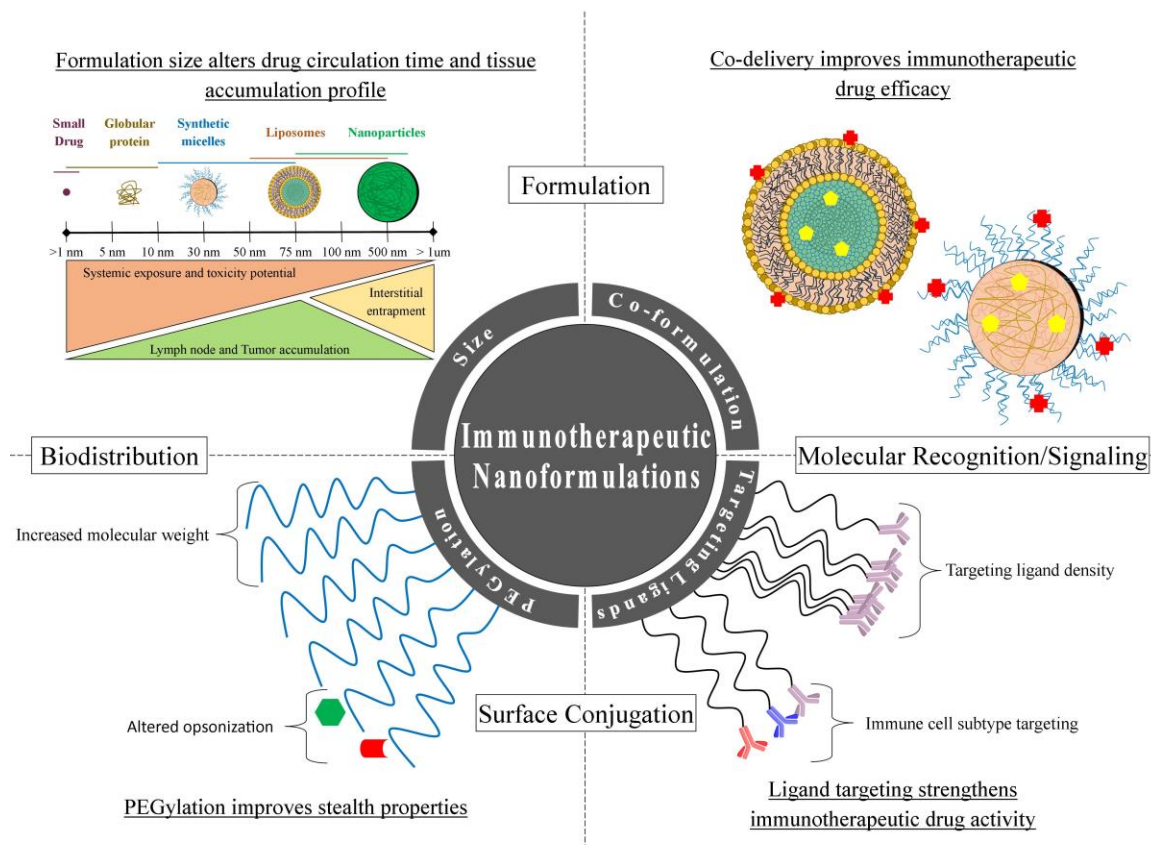 Formulation size alters drug circulation time and tissue
accumulation profile
Small
Drug
Globular
protein
Synthetic
micelles
Liposomes
Nanoparticles
>1 nm
5 nm
10 nm
30 nm
50 nm
75 nm
100 nm
500 nm
> 1um
Systemic exposure and toxicity potential
Interstitial
entrapment
Lymph node and Tumor accumulation
Formulation
Co-delivery improves immunotherapeutic
drug efficacy
Size
Co-formulation
Immunotherapeutic
Nanoformulations
PEGylation
Targeting Ligands
Biodistribution
Molecular Recognition/Signaling
Increased molecular weight
Altered opsonization
PEGylation improves stealth properties
Surface Conjugation
Targeting ligand density
Immune cell subtype targeting
Ligand targeting strengthens
immunotherapeutic drug activity